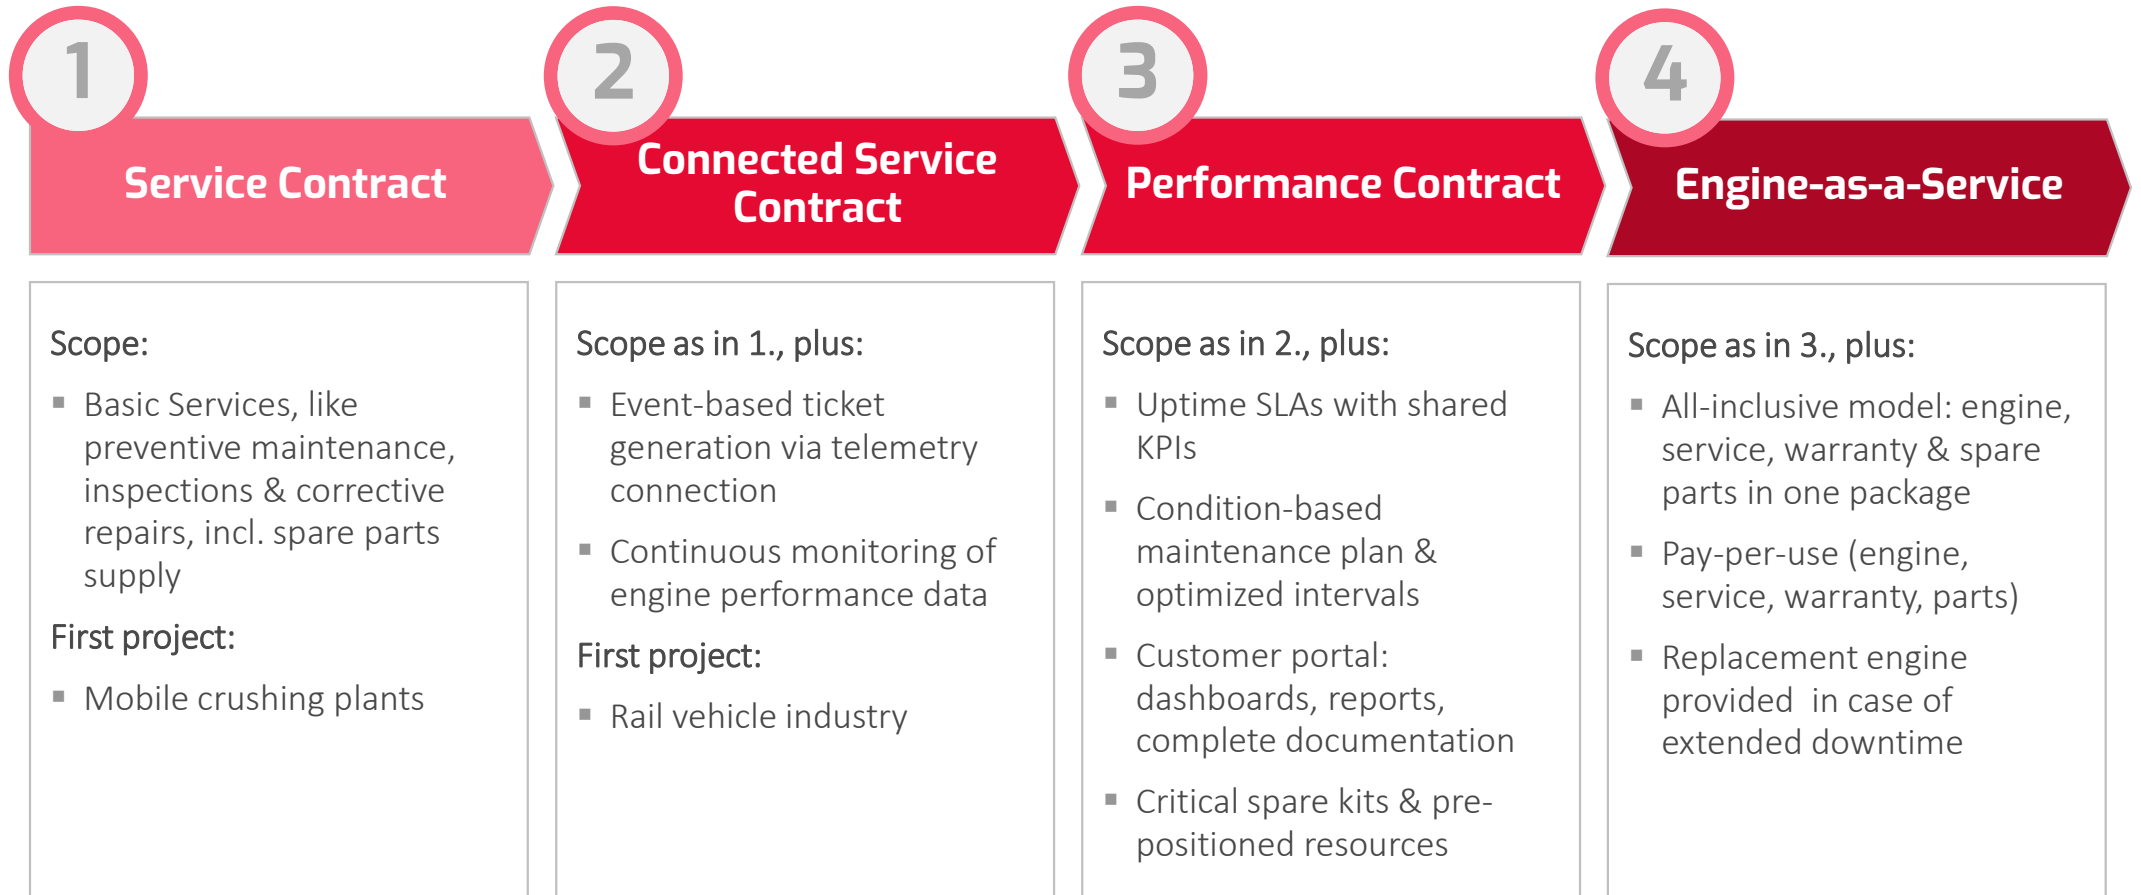 1
Service Contract
Scope:
▪ Basic Services, like
preventive maintenance,
inspections & corrective
repairs, incl. spare parts
supply
First project:
▪ Mobile crushing plants
2
Connected Service
Contract
Scope as in 1., plus:
▪ Event-based ticket
generation via telemetry
connection
▪ Continuous monitoring of
engine performance data
First project:
▪ Rail vehicle industry
3
Performance Contract
Scope as in 2., plus:
▪ Uptime SLAs with shared
KPIs
▪ Condition-based
maintenance plan &
optimized intervals
▪ Customer portal:
dashboards, reports,
complete documentation
▪ Critical spare kits & pre-
positioned resources
4
Engine-as-a-Service
Scope as in 3., plus:
▪ All-inclusive model: engine,
service, warranty & spare
parts in one package
▪ Pay-per-use (engine,
service, warranty, parts)
▪ Replacement engine
provided  in case of
extended downtime